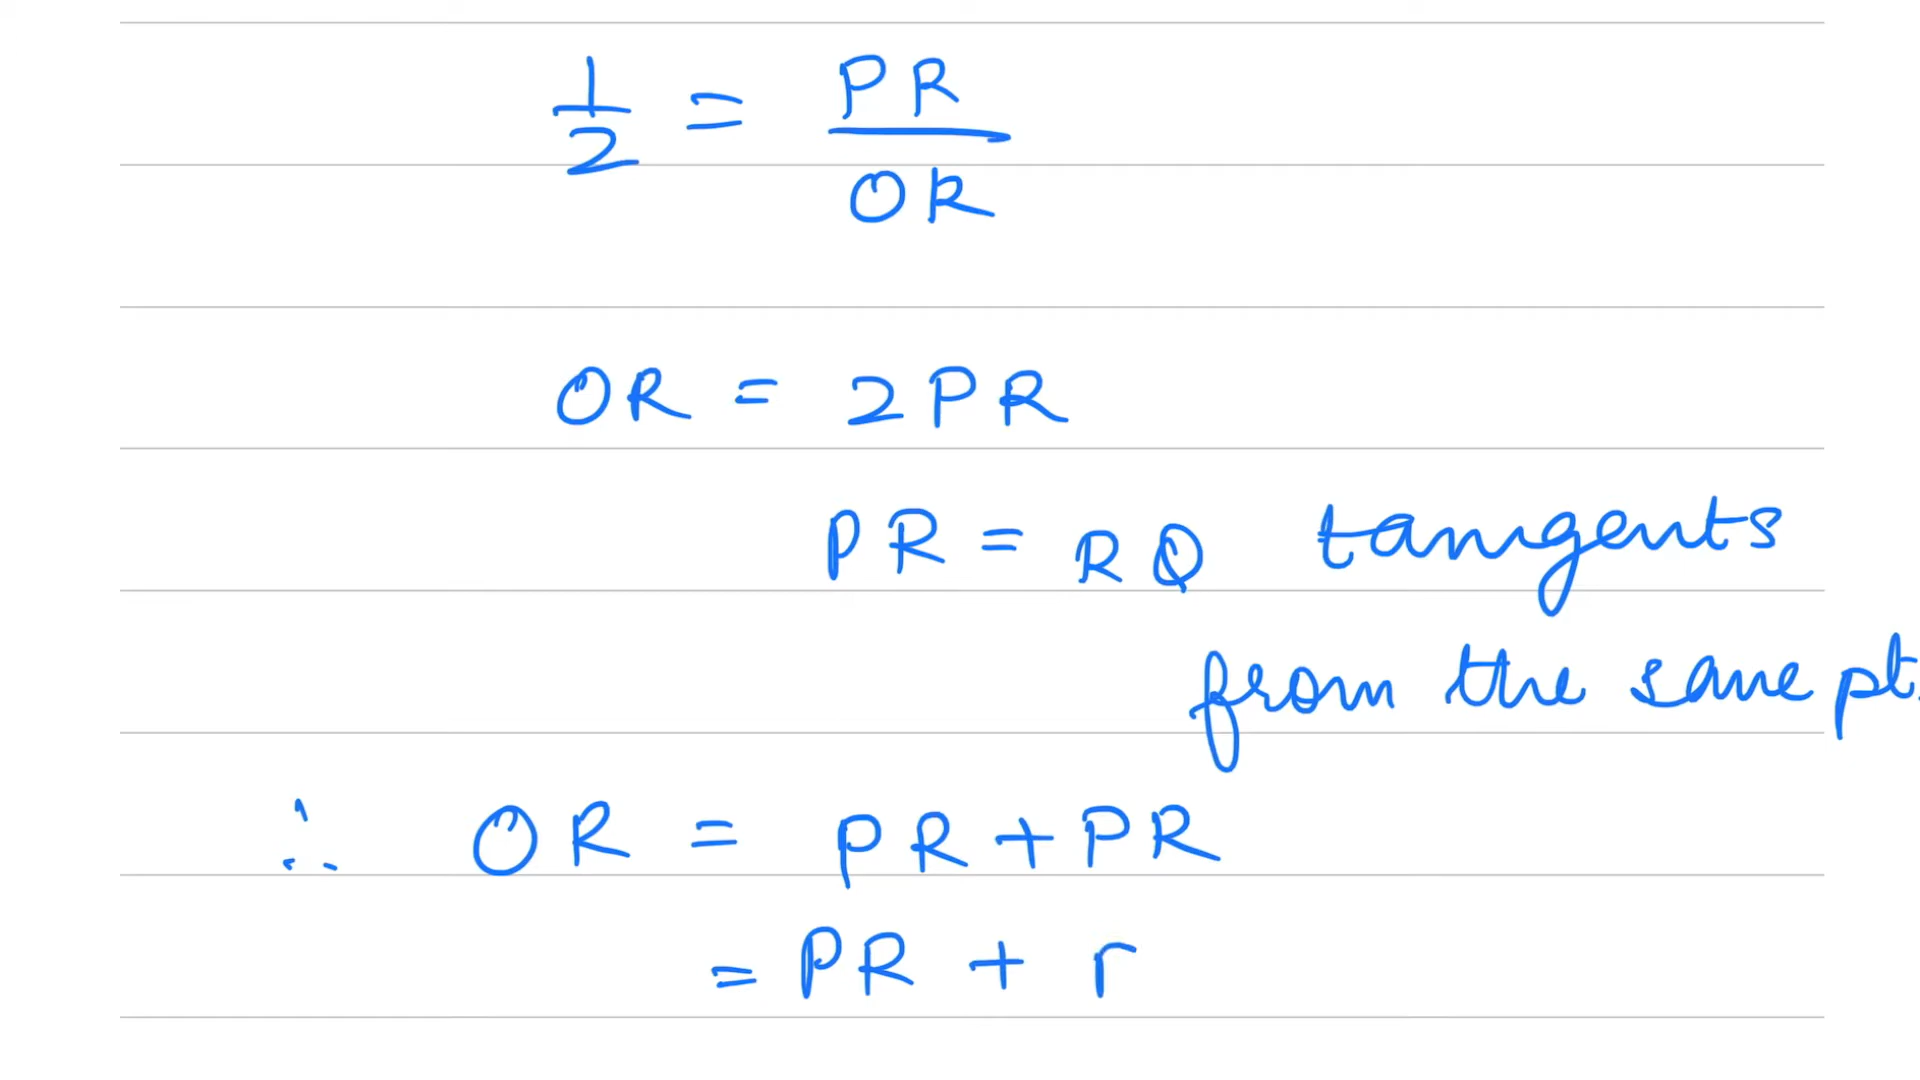 1/2 = PR/OR
OR = 2PR
PR = RQ tangents
from the same pt.
∴ OR = PR + PR
= PR + r